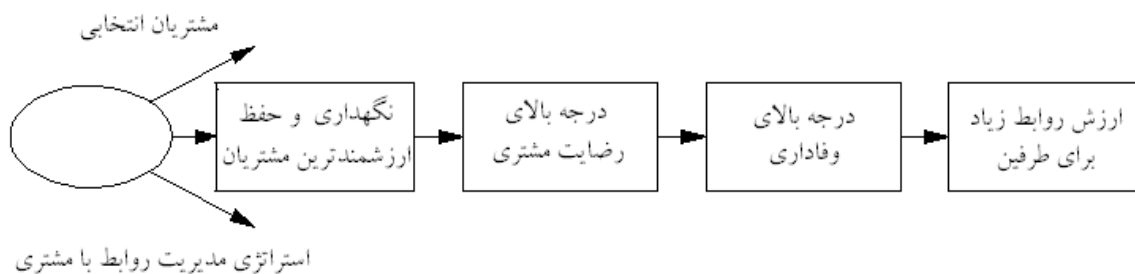 مشتریان انتخابی
نگهداری و حفظ
ارزشمندترین مشتریان
درجه بالای
رضایت مشتری
درجه بالای
وفاداری
ارزش روابط زیاد
برای طرفین
استراتژی مدیریت روابط با مشتری